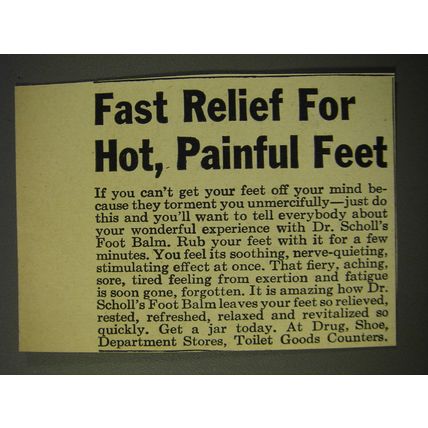 Fast Relief For
Hot, Painful Feet
If you can't get your feet off your mind be-
cause they torment you unmercifully—just do
this and you'll want to tell everybody about
your wonderful experience with Dr. Scholl's
Foot Balm. Rub your feet with it for a few
minutes. You feel its soothing, nerve-quieting,
stimulating effect at once. That fiery, aching,
sore, tired feeling from exertion and fatigue
is soon gone, forgotten. It is amazing how Dr.
Scholl's Foot Balm leaves your feet so relieved,
rested, refreshed, relaxed and revitalized so
quickly. Get a jar today. At Drug, Shoe,
Department Stores, Toilet Goods Counters.